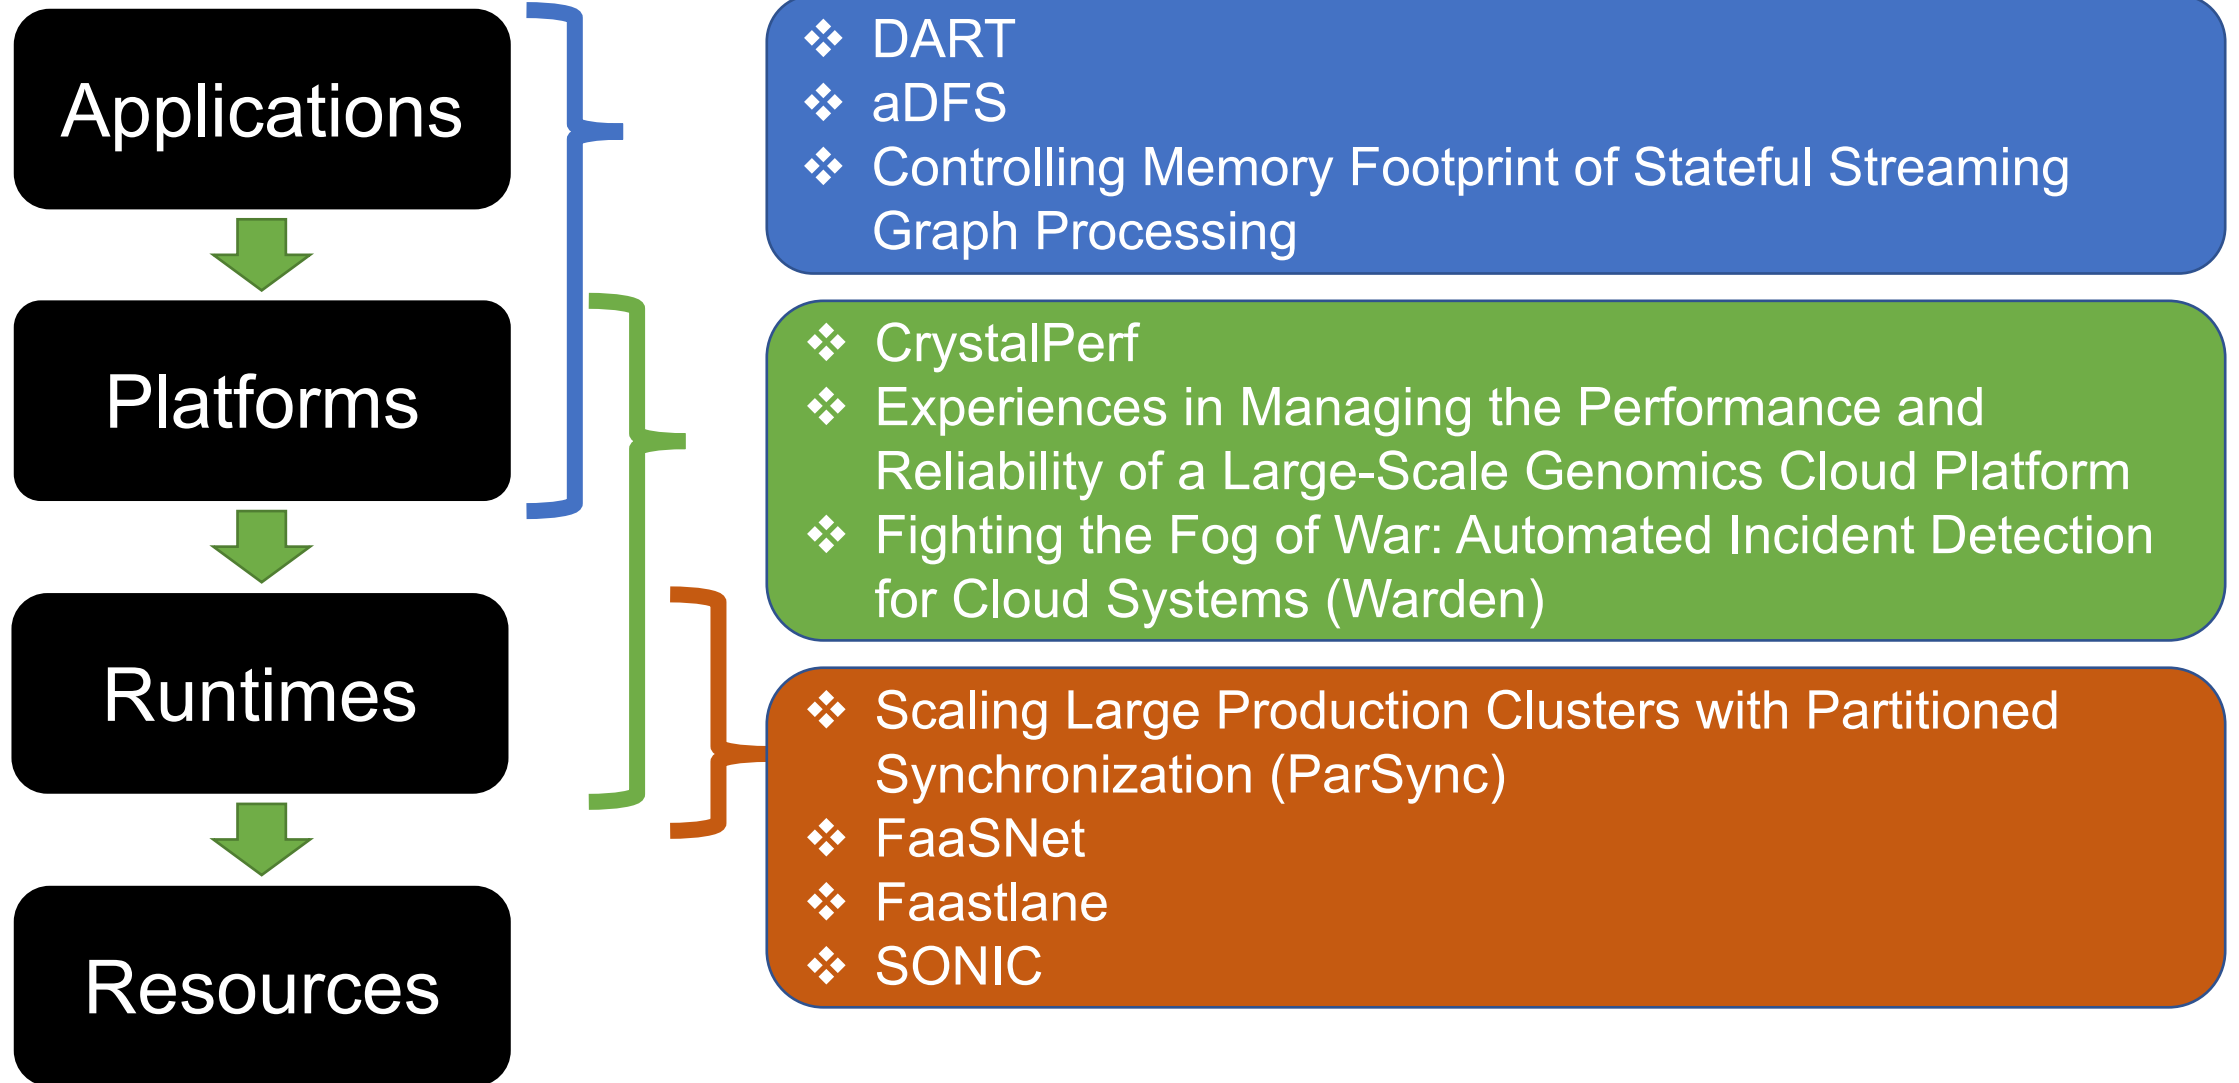 Applications
Platforms
Runtimes
Resources
❖ DART
❖ aDFS
❖ Controlling Memory Footprint of Stateful Streaming
Graph Processing
❖ CrystalPerf
❖ Experiences in Managing the Performance and
Reliability of a Large-Scale Genomics Cloud Platform
❖ Fighting the Fog of War: Automated Incident Detection
for Cloud Systems (Warden)
❖ Scaling Large Production Clusters with Partitioned
Synchronization (ParSync)
❖ FaaSNet
❖ Faastlane
❖ SONIC